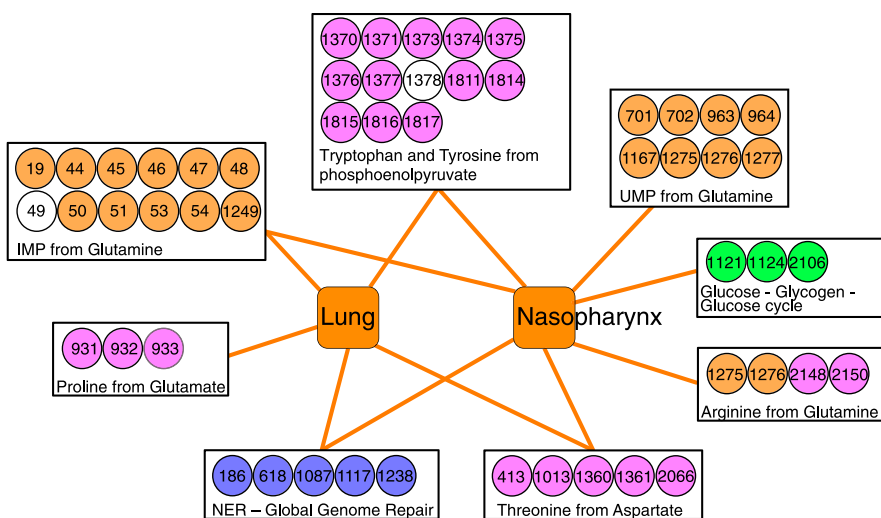 1370 1371 1373 1374 1375
1376 1377 1378 1811 1814
1815 1816 1817
Tryptophan and Tyrosine from
phosphoenolpyruvate
701 702 963 964
1167 1275 1276 1277
UMP from Glutamine
19 44 45 46 47 48
49 50 51 53 54 1249
IMP from Glutamine
1121 1124 2106
Glucose - Glycogen -
Glucose cycle
Lung
Nasopharynx
931 932 933
Proline from Glutamate
1275 1276 2148 2150
Arginine from Glutamine
186 618 1087 1117 1238
NER – Global Genome Repair
413 1013 1360 1361 2066
Threonine from Aspartate